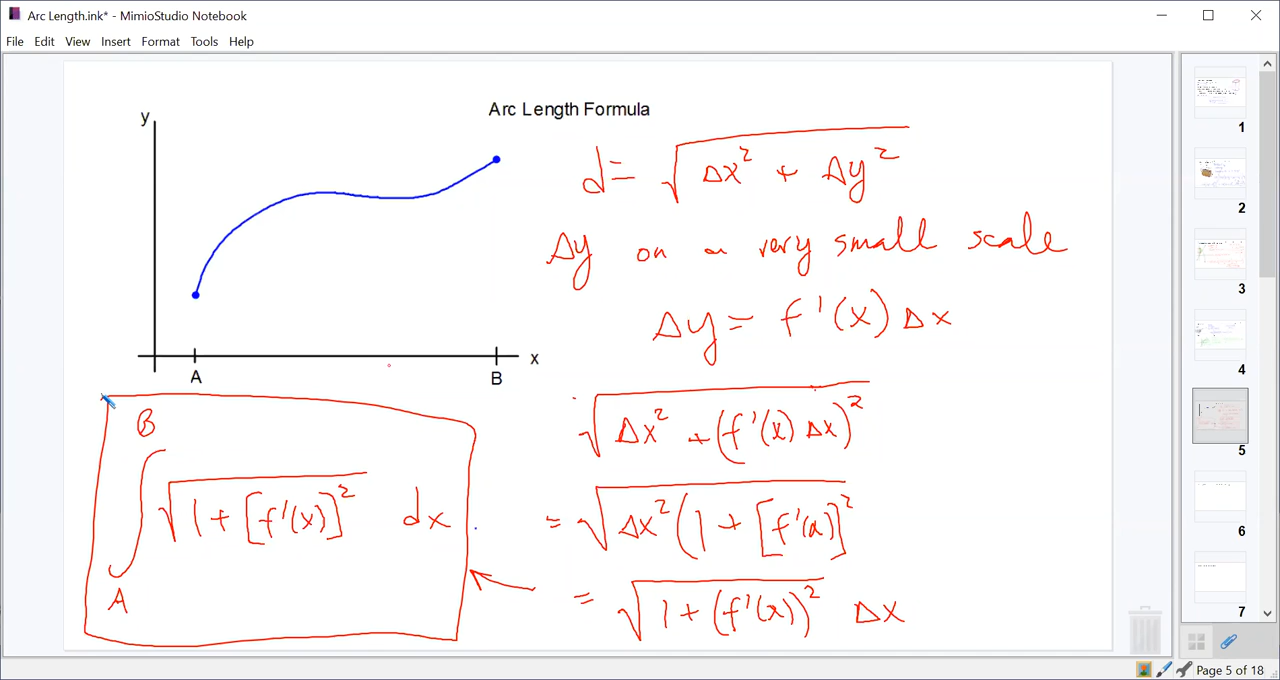 Arc Length.ink* - MimioStudio Notebook
File Edit View Insert Format Tools Help
Arc Length Formula
y
x
A
B
d = √(Δx² + Δy²)
Δy on a very small scale
Δy = f'(x) Δx
√(Δx² + (f'(x) Δx)²)
= √(Δx² (1 + [f'(x)]²
= √(1 + (f'(x))²) Δx
B
∫ √(1 + [f'(x)]²) dx
A
1
2
3
4
5
6
7
Page 5 of 18